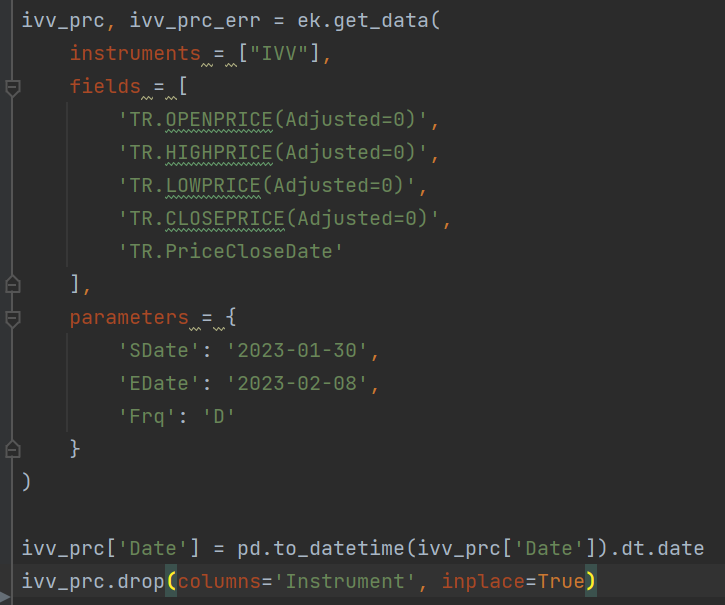 ivv_prc, ivv_prc_err = ek.get_data(
    instruments = ["IVV"],
    fields = [
        'TR.OPENPRICE(Adjusted=0)',
        'TR.HIGHPRICE(Adjusted=0)',
        'TR.LOWPRICE(Adjusted=0)',
        'TR.CLOSEPRICE(Adjusted=0)',
        'TR.PriceCloseDate'
    ],
    parameters = {
        'SDate': '2023-01-30',
        'EDate': '2023-02-08',
        'Frq': 'D'
    }
)

ivv_prc['Date'] = pd.to_datetime(ivv_prc['Date']).dt.date
ivv_prc.drop(columns='Instrument', inplace=True)